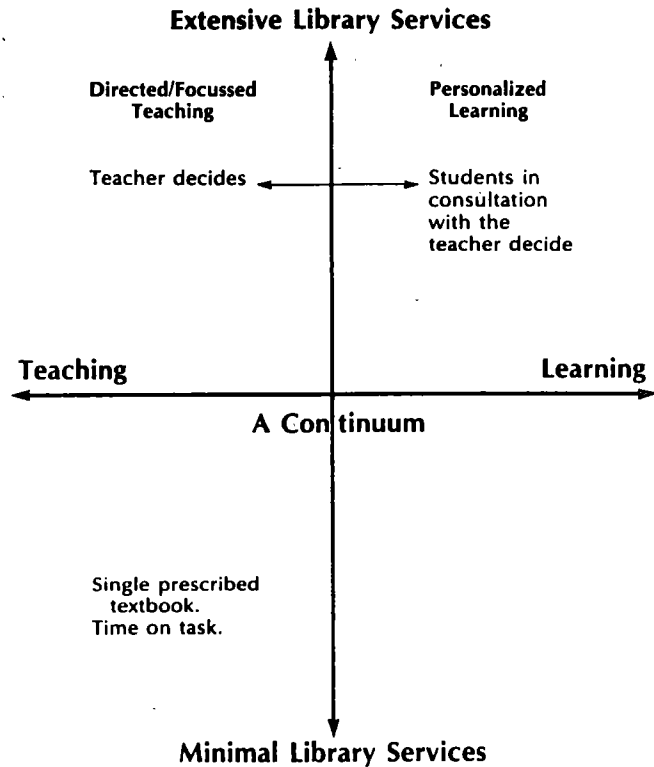 Extensive Library Services
Directed/Focussed
Teaching
Personalized
Learning
Teacher decides
Students in
consultation
with the
teacher decide
Teaching
Learning
A Continuum
Single prescribed
textbook.
Time on task.
Minimal Library Services